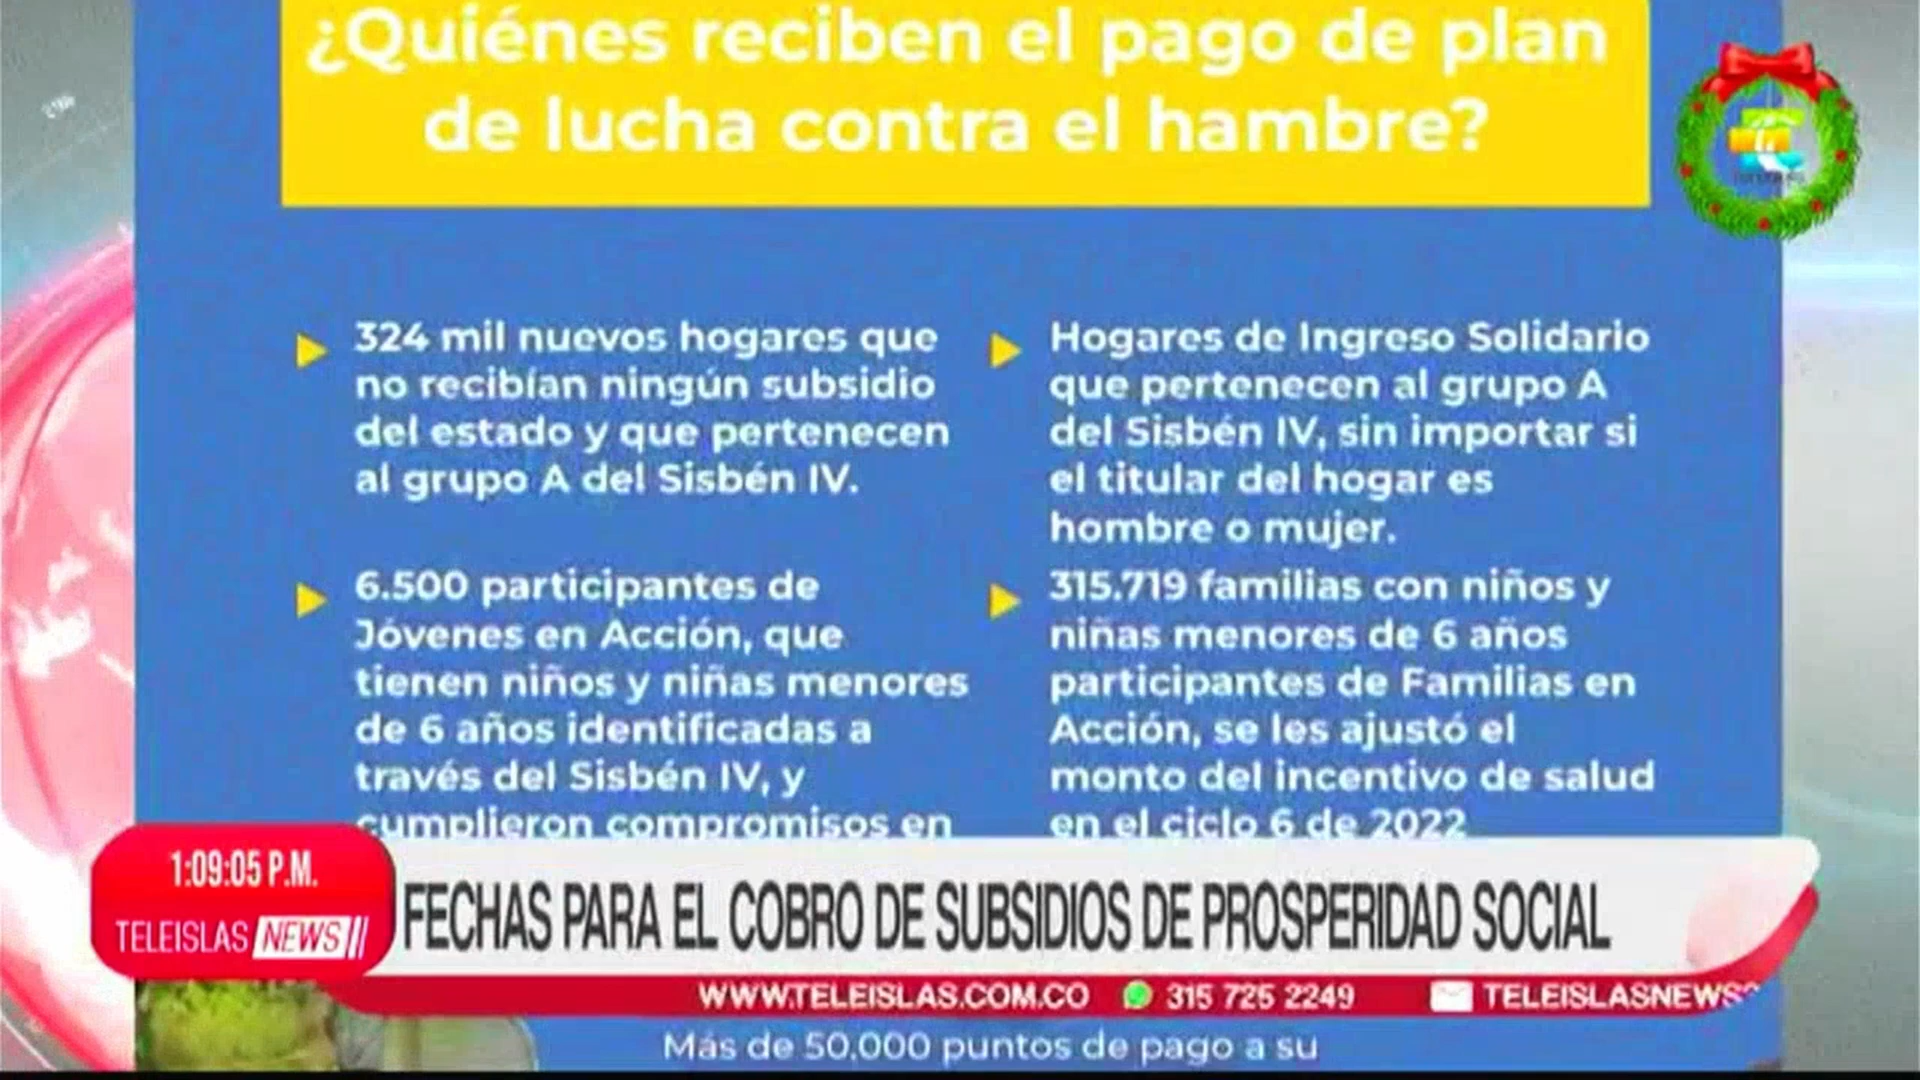 ¿Quiénes reciben el pago de plan
de lucha contra el hambre?
324 mil nuevos hogares que
no recibían ningún subsidio
del estado y que pertenecen
al grupo A del Sisbén IV.
Hogares de Ingreso Solidario
que pertenecen al grupo A
del Sisbén IV, sin importar si
el titular del hogar es
hombre o mujer.
6.500 participantes de
Jóvenes en Acción, que
tienen niños y niñas menores
de 6 años identificadas a
través del Sisbén IV, y
cumplieron compromisos en
315.719 familias con niños y
niñas menores de 6 años
participantes de Familias en
Acción, se les ajustó el
monto del incentivo de salud
en el ciclo 6 de 2022
1:09:05 P.M.
TELEISLAS NEWS
FECHAS PARA EL COBRO DE SUBSIDIOS DE PROSPERIDAD SOCIAL
WWW.TELEISLAS.COM.CO 315 725 2249 TELEISLASNEWS
Más de 50.000 puntos de pago a su